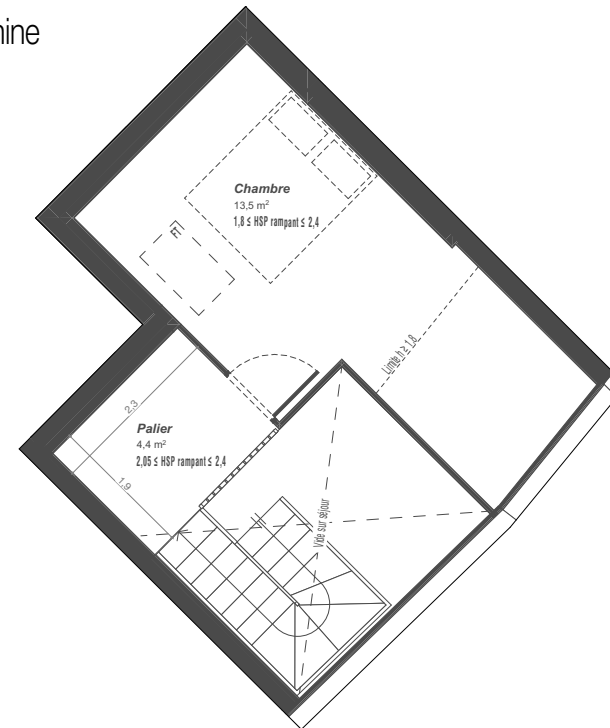 Chambre
13,5 m²
1,8 ≤ HSP rampant ≤ 2,4
FT
Limite h ≥ 1,8
2,3
Palier
4,4 m²
2,05 ≤ HSP rampant ≤ 2,4
1,9
Vide sur séjour